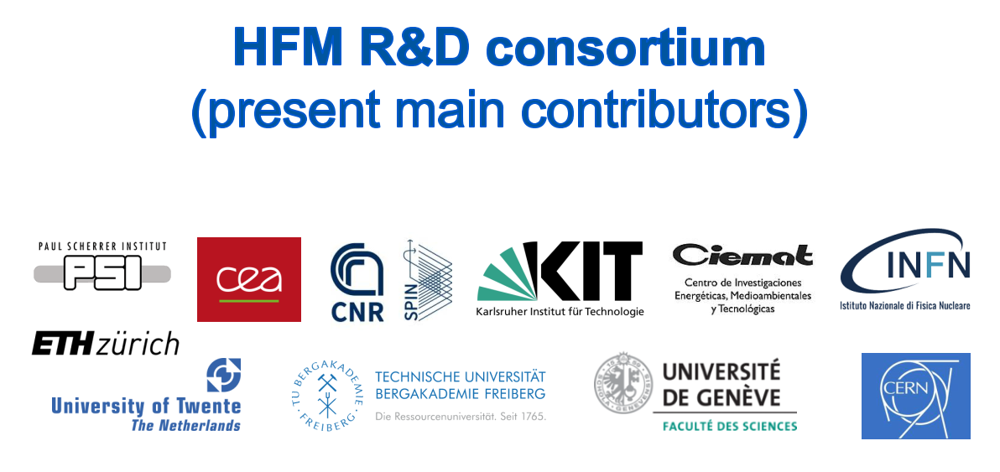 HFM R&D consortium
(present main contributors)
PAUL SCHERRER INSTITUT
PSI
cea
CNR
SPIN
KIT
Karlsruher Institut für Technologie
Ciemat
Centro de Investigaciones
Energéticas, Medioambientales
y Tecnológicas
INFN
Istituto Nazionale di Fisica Nucleare
ETH zürich
University of Twente
The Netherlands
TU BERGAKADEMIE
FREIBERG
TECHNISCHE UNIVERSITÄT
BERGAKADEMIE FREIBERG
Die Ressourcenuniversität. Seit 1765.
UNIVERSITÉ
DE GENÈVE
FACULTÉ DES SCIENCES
CERN